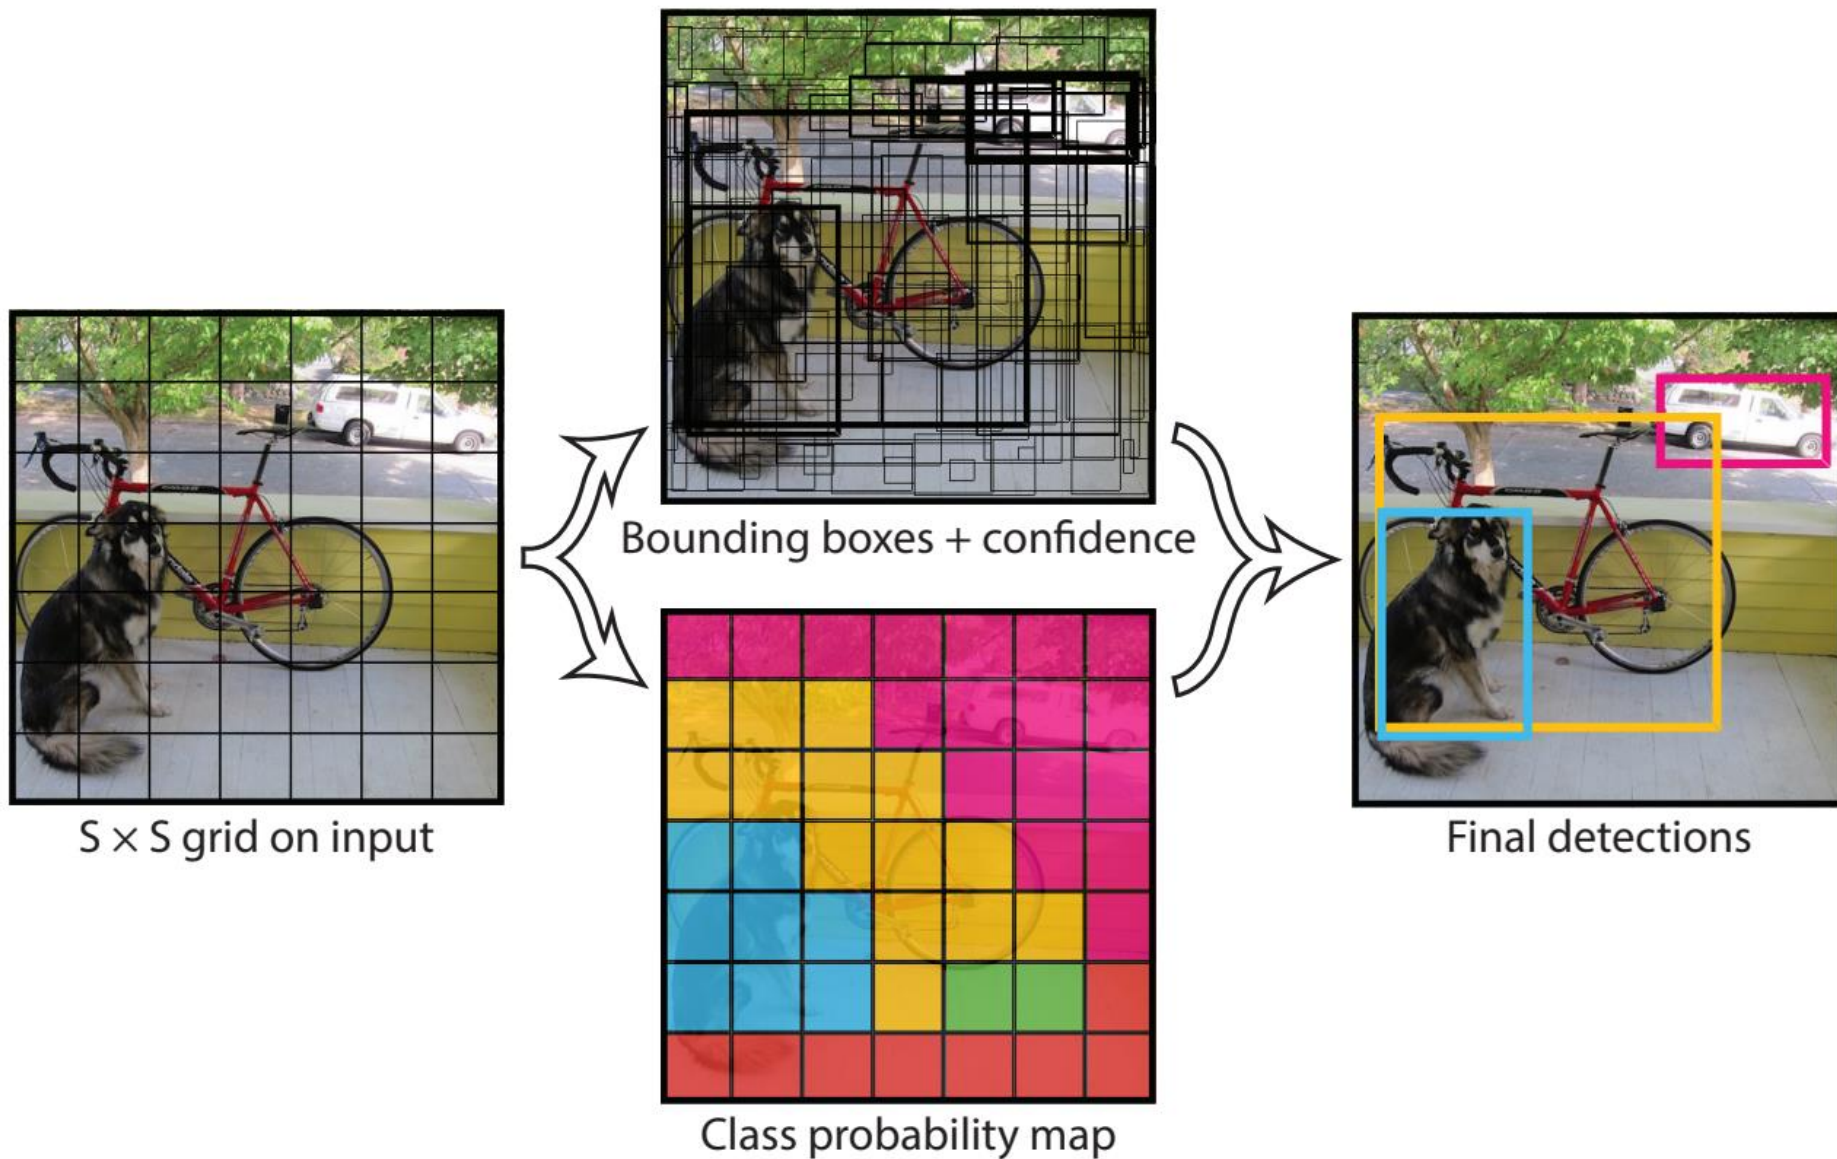 Bounding boxes + confidence
S × S grid on input
Final detections
Class probability map